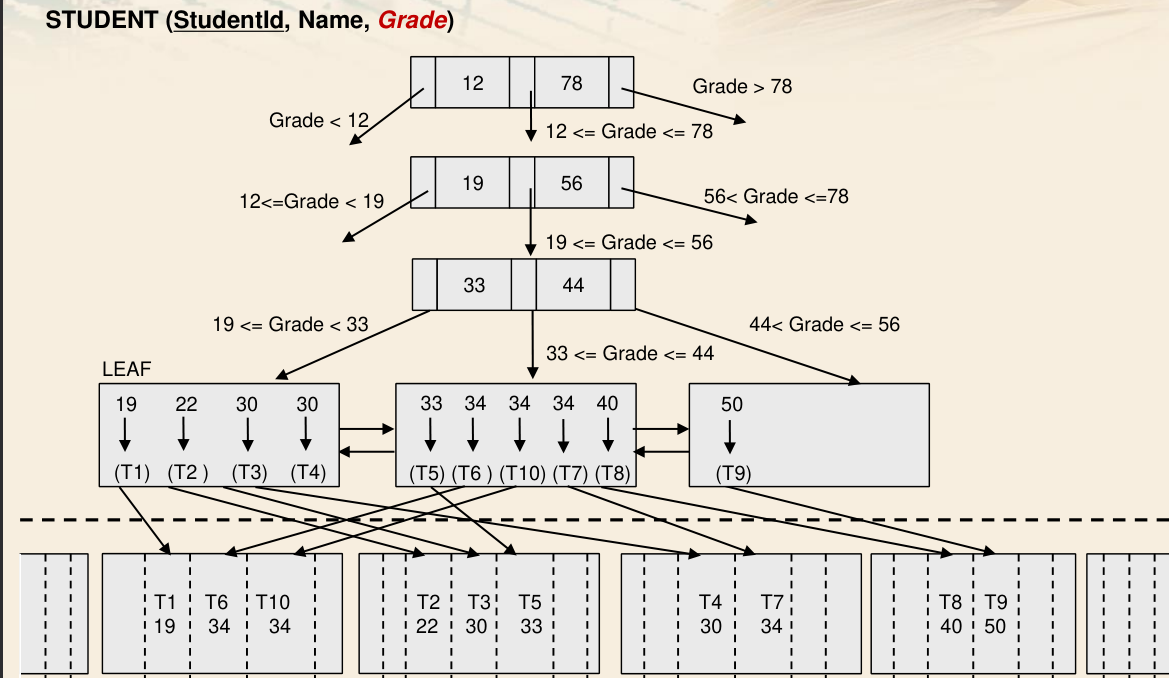 STUDENT (StudentId, Name, Grade)
12 78
Grade > 78
Grade < 12
12 <= Grade <= 78
19 56
12<=Grade < 19
56< Grade <=78
19 <= Grade <= 56
33 44
19 <= Grade < 33
44< Grade <= 56
33 <= Grade <= 44
LEAF
19 22 30 30 33 34 34 34 40 50
(T1) (T2 ) (T3) (T4) (T5) (T6 ) (T10) (T7) (T8) (T9)
T1 T6 T10 T2 T3 T5 T4 T7 T8 T9
19 34 34 22 30 33 30 34 40 50